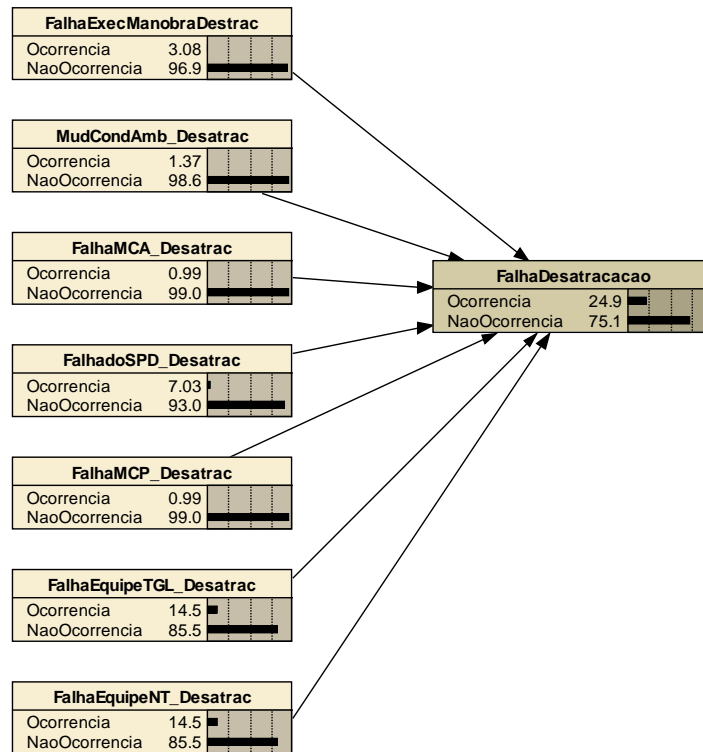 FalhaExecManobraDestrac
Ocorrencia 3.08
NaoOcorrencia 96.9
MudCondAmb_Desatrac
Ocorrencia 1.37
NaoOcorrencia 98.6
FalhaMCA_Desatrac
Ocorrencia 0.99
NaoOcorrencia 99.0
FalhaDesatracacao
Ocorrencia 24.9
NaoOcorrencia 75.1
FalhadoSPD_Desatrac
Ocorrencia 7.03
NaoOcorrencia 93.0
FalhaMCP_Desatrac
Ocorrencia 0.99
NaoOcorrencia 99.0
FalhaEquipeTGL_Desatrac
Ocorrencia 14.5
NaoOcorrencia 85.5
FalhaEquipeNT_Desatrac
Ocorrencia 14.5
NaoOcorrencia 85.5